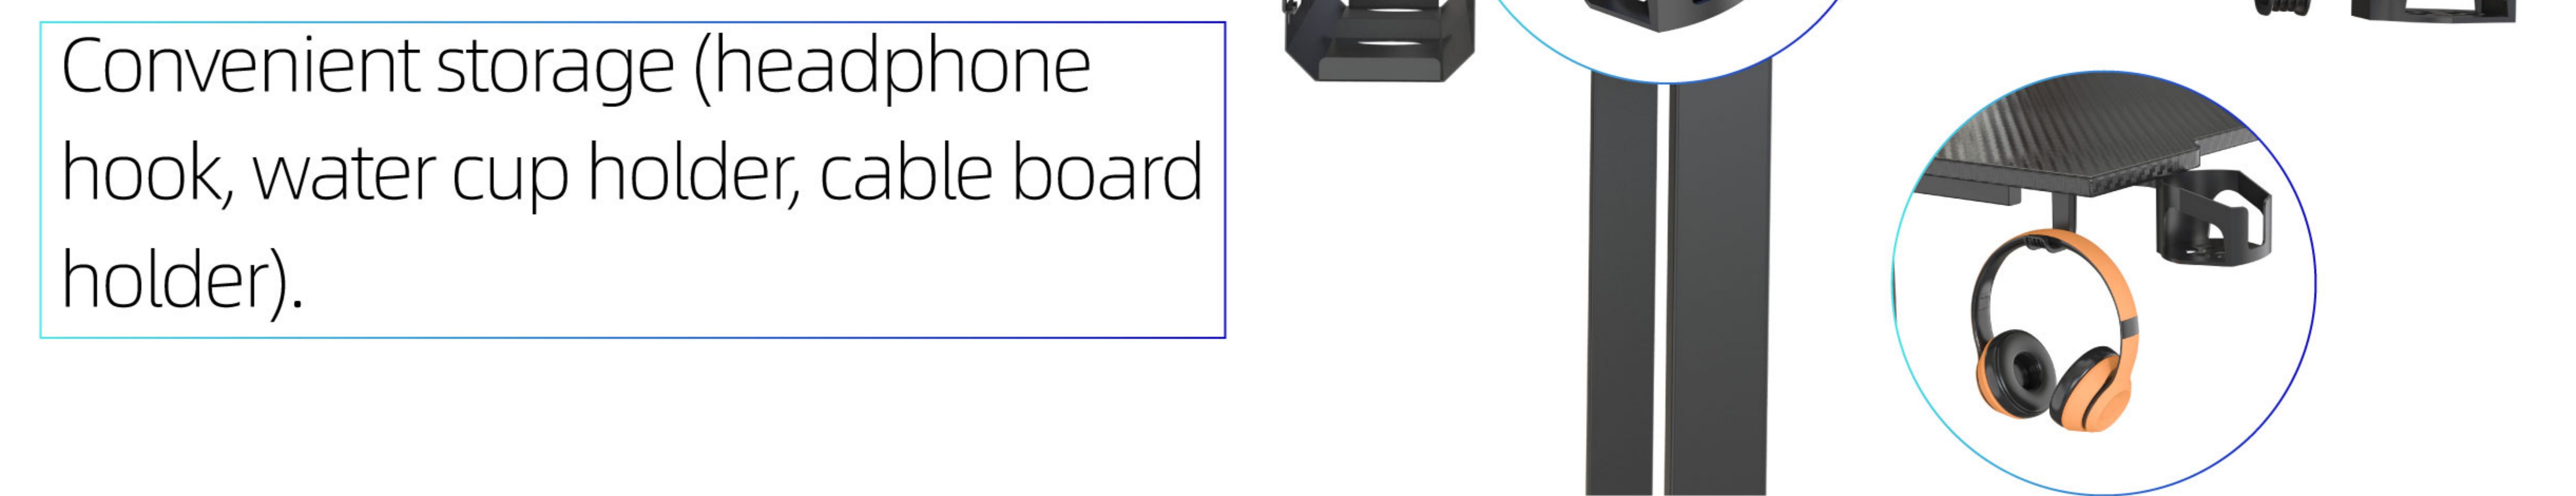 Convenient storage (headphone
hook, water cup holder, cable board
holder).